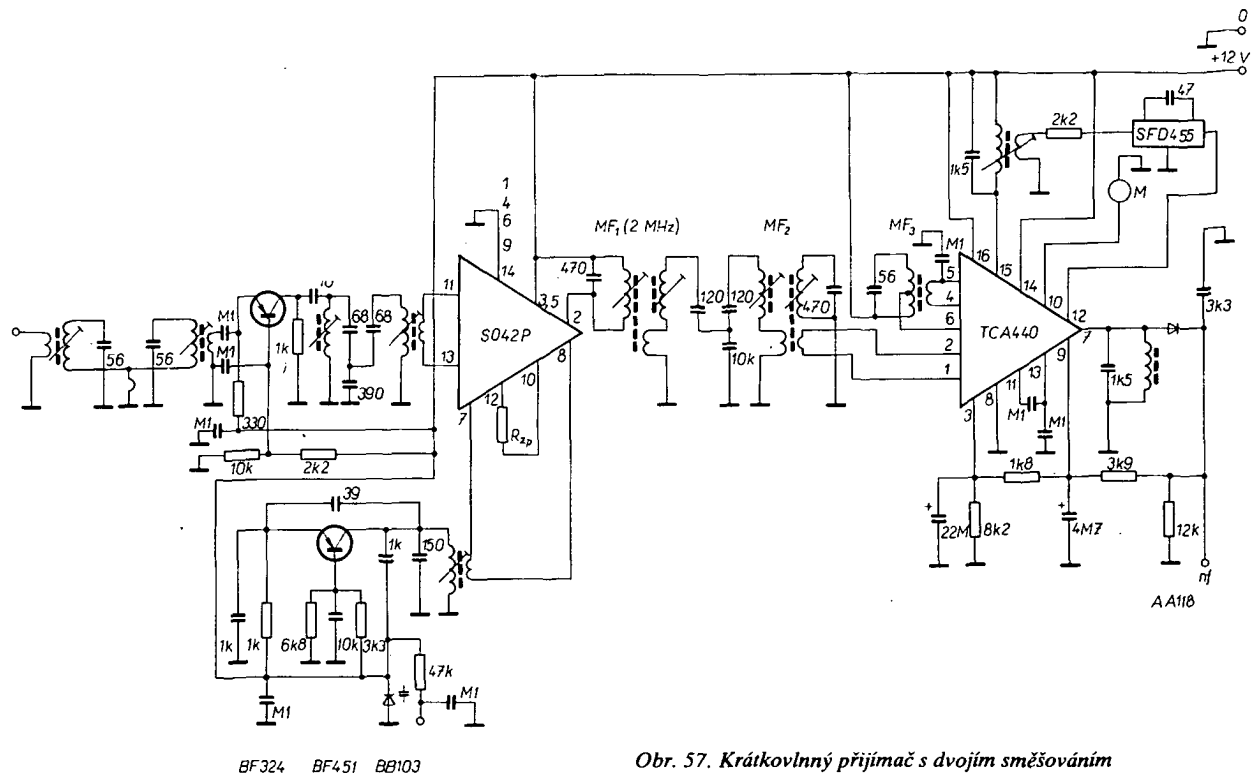 0
+12 V
47
2k2
SFD455
1k5
M
1
4
6
9
14
MF₁ (2 MHz)
MF₂
MF₃
M1
16
15
14
10
12
5
4
6
2
1
56
TCA440
7
3k3
470
120
120
470
10k
11
13
3,5
2
8
10
12
7
S042P
Rzp
M1
M1
1k
68
68
390
56
56
330
M1
10k
2k2
3
8
11
13
9
M1
M1
1k5
1k8
3k9
+
22M
8k2
+
4M7
12k
nf
AA118
39
1k
150
1k
1k
6k8
10k
3k3
47k
M1
M1
BF324
BF451
BB103
Obr. 57. Krátkovlnný přijímač s dvojím směšováním